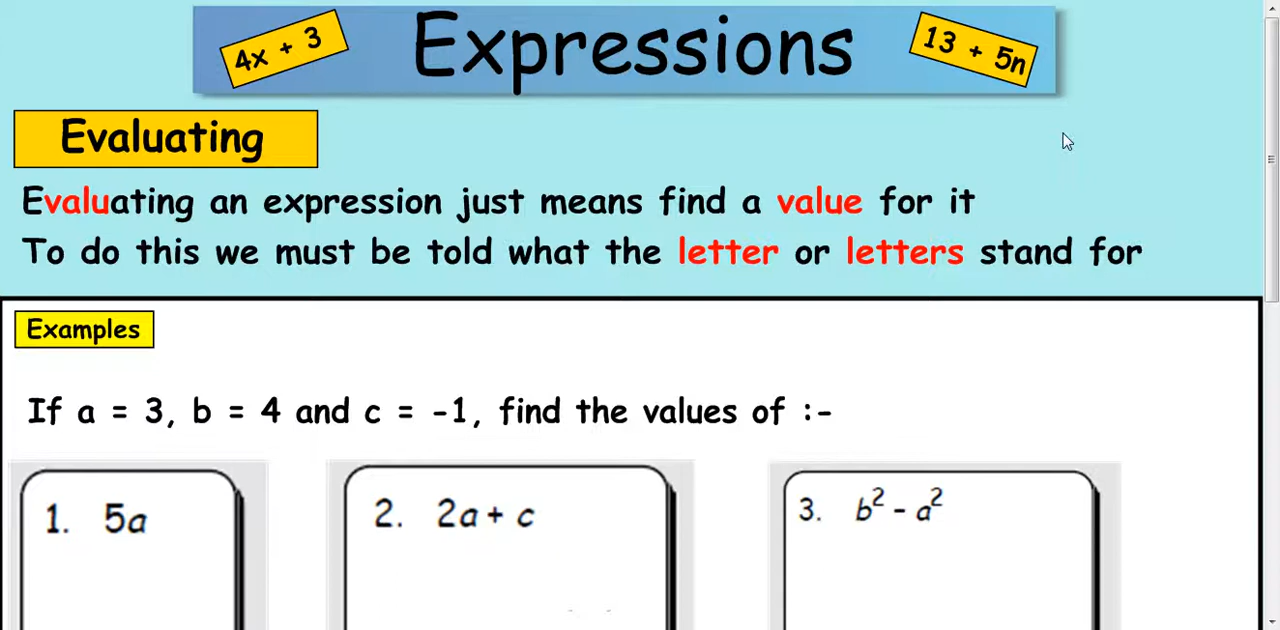 4x + 3
Expressions
13 + 5n
Evaluating
Evaluating an expression just means find a value for it
To do this we must be told what the letter or letters stand for
Examples
If a = 3, b = 4 and c = -1, find the values of :-
1. 5a
2. 2a + c
3. b² - a²